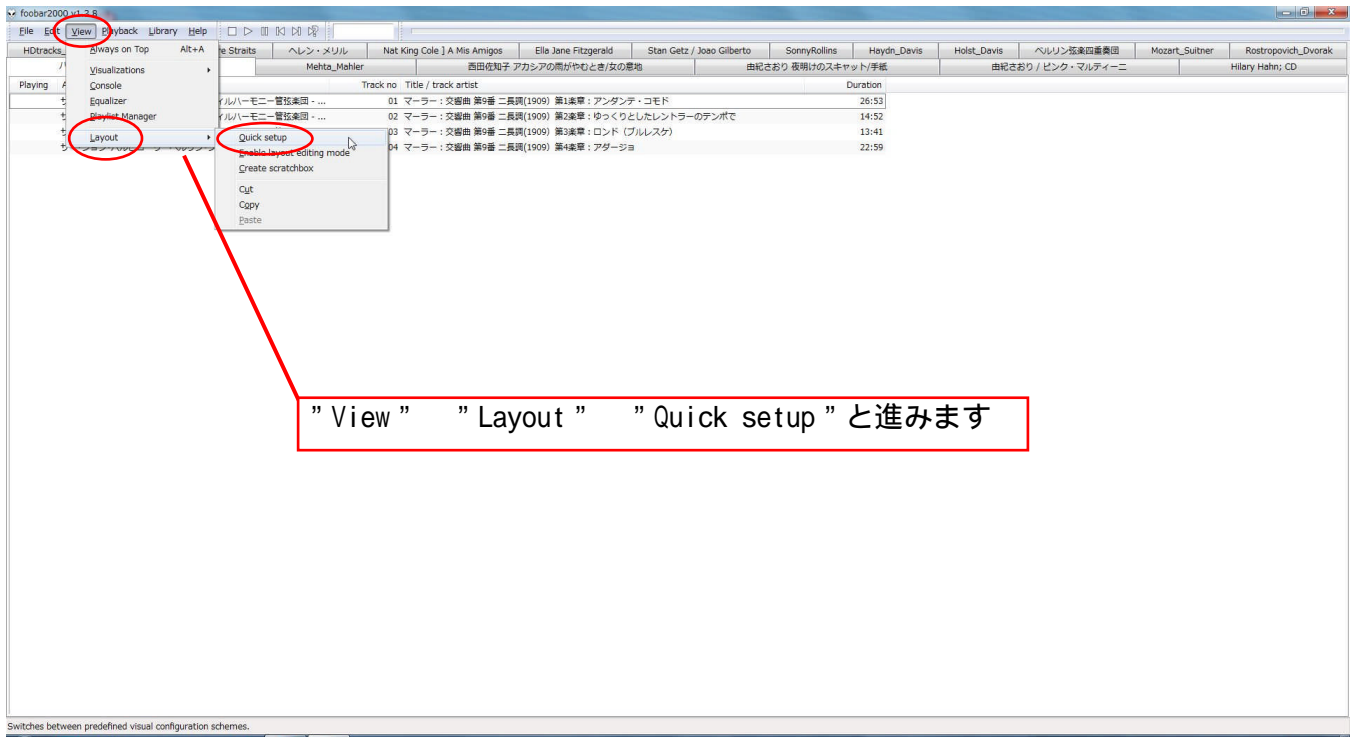 foobar2000 v1.3.8
File Edit View Playback Library Help
HDtracks_ e Straits ヘレン・メリル Nat King Cole ] A Mis Amigos Ella Jane Fitzgerald Stan Getz / Joao Gilberto SonnyRollins Haydn_Davis Holst_Davis ベルリン弦楽四重奏団 Mozart_Suitner Rostropovich_Dvorak
Mehta_Mahler 西田佐知子 アカシアの雨がやむとき/女の意地 由紀さおり 夜明けのスキャット/手紙 由紀さおり / ピンク・マルティーニ Hilary Hahn; CD
Playing Track no Title / track artist Duration
ィルハーモニー管弦楽団 - ... 01 マーラー：交響曲 第9番 二長調(1909) 第1楽章：アンダンテ・コモド 26:53
ィルハーモニー管弦楽団 - ... 02 マーラー：交響曲 第9番 二長調(1909) 第2楽章：ゆっくりとしたレントラーのテンポで 14:52
03 マーラー：交響曲 第9番 二長調(1909) 第3楽章：ロンド（ブルレスケ） 13:41
04 マーラー：交響曲 第9番 二長調(1909) 第4楽章：アダージョ 22:59
Always on Top Alt+A
Visualizations
Console
Equalizer
Playlist Manager
Layout
Quick setup
Enable layout editing mode
Create scratchbox
Cut
Copy
Paste
”View” ”Layout” ”Quick setup”と進みます
Switches between predefined visual configuration schemes.